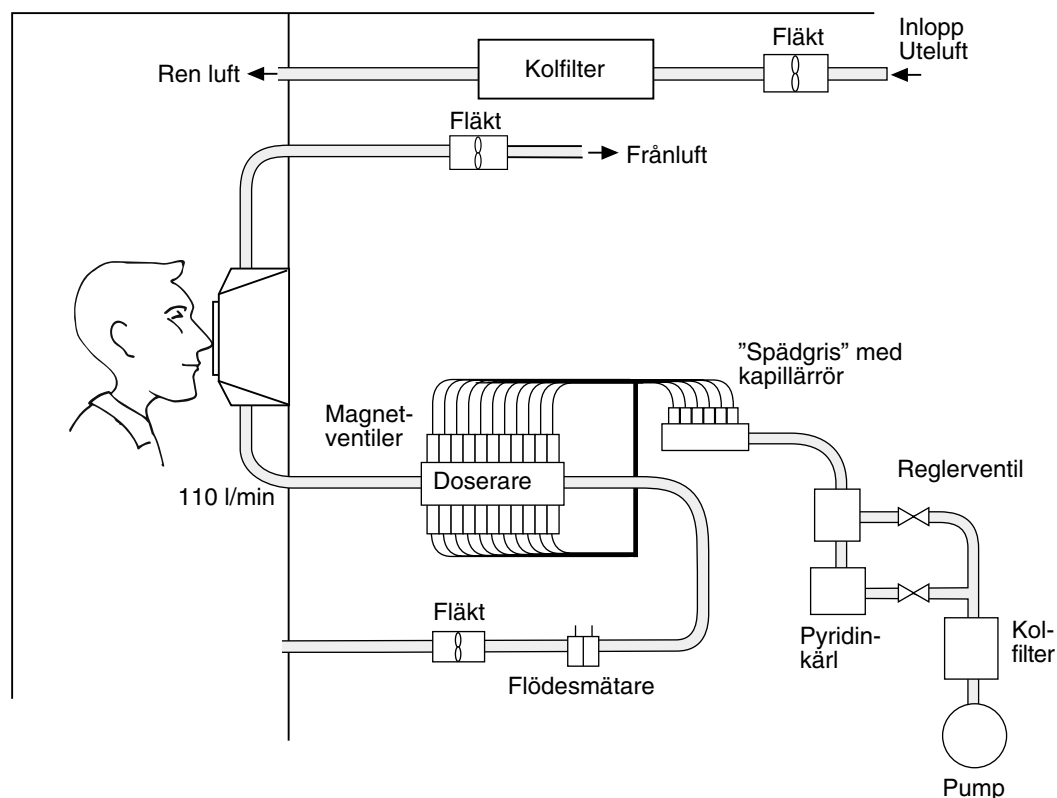 Inlopp
Uteluft
Fläkt
Kolfilter
Ren luft
Fläkt
Frånluft
”Spädgris” med
kapillärrör
Magnet-
ventiler
Doserare
Reglerventil
110 l/min
Fläkt
Flödesmätare
Pyridin-
kärl
Kol-
filter
Pump